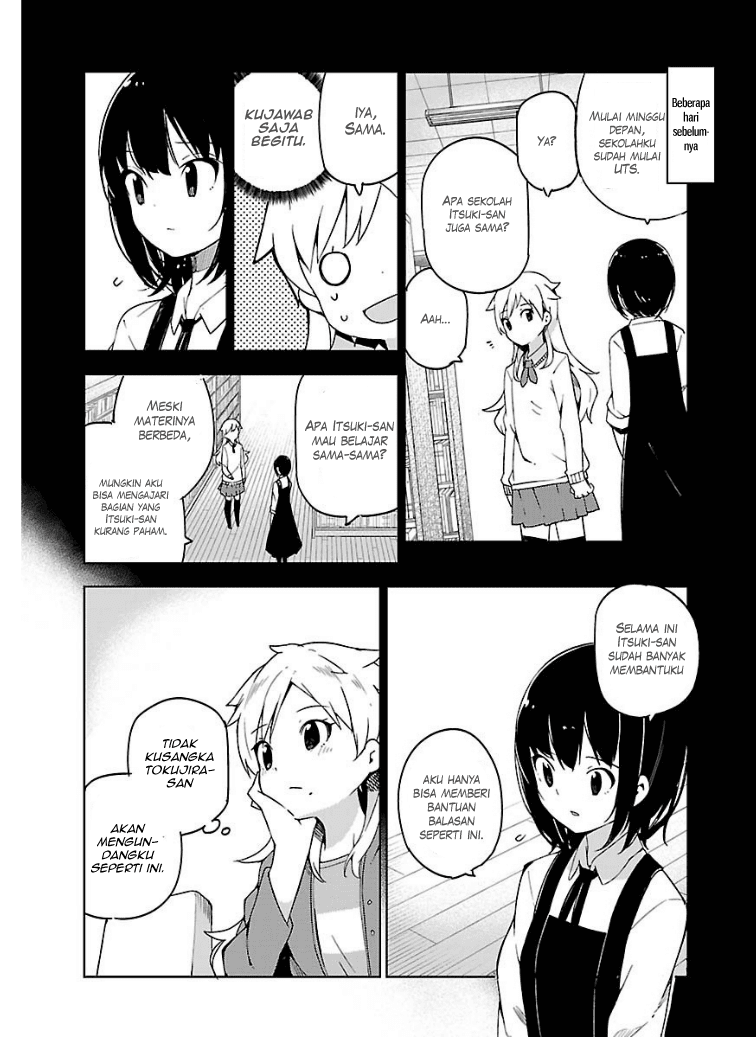 Beberapa
hari
sebelum-
nya
MULAI MINGGU
DEPAN,
SEKOLAHKU
SUDAH MULAI
UTS.
YA?
APA SEKOLAH
ITSUKI-SAN
JUGA SAMA?
AAH...
IYA,
SAMA.
KUJAWAB
SAJA
BEGITU.
APA ITSUKI-SAN
MAU BELAJAR
SAMA-SAMA?
MESKI
MATERINYA
BERBEDA,
MUNGKIN AKU
BISA MENGAJARI
BAGIAN YANG
ITSUKI-SAN
KURANG PAHAM.
SELAMA INI
ITSUKI-SAN
SUDAH BANYAK
MEMBANTUKU
AKU HANYA
BISA MEMBERI
BANTUAN
BALASAN
SEPERTI INI.
TIDAK
KUSANGKA
TOKUJIRA-
SAN
AKAN
MENGUN-
DANGKU
SEPERTI INI.